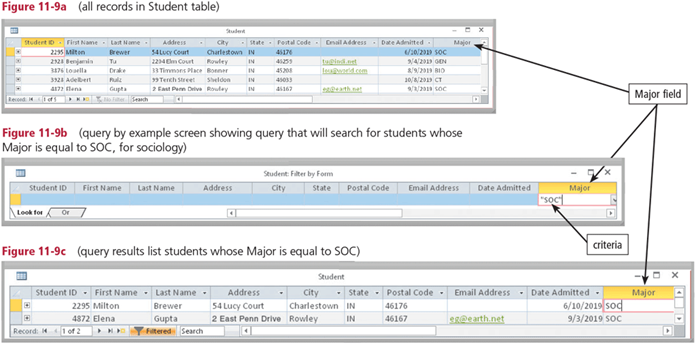 Figure 11-9a (all records in Student table)
Student
Student ID First Name Last Name Address City State Postal Code Email Address Date Admitted Major
2295 Milton Brewer 54 Lucy Court Charlestown IN 46176 6/10/2019 SOC
2928 Benjamin Tu 2204 Elm Court Rowley IN 46259 tu@indi.net 9/4/2019 GEN
3876 Louella Drake 33 Timmons Place Bonner IN 45208 lou@world.com 8/9/2019 BIO
3928 Adelbert Ruiz 99 Tenth Street Sheldon IN 46033 10/8/2019 CT
4872 Elena Gupta 2 East Penn Drive Rowley IN 46167 eg@earth.net 9/3/2019 SOC
Record: 1 of 5 No Filter Search
Major field
Figure 11-9b (query by example screen showing query that will search for students whose
Major is equal to SOC, for sociology)
Student: Filter by Form
Student ID First Name Last Name Address City State Postal Code Email Address Date Admitted Major
"SOC"
Look for Or
criteria
Figure 11-9c (query results list students whose Major is equal to SOC)
Student
Student ID First Name Last Name Address City State Postal Code Email Address Date Admitted Major
2295 Milton Brewer 54 Lucy Court Charlestown IN 46176 6/10/2019 SOC
4872 Elena Gupta 2 East Penn Drive Rowley IN 46167 eg@earth.net 9/3/2019 SOC
Record: 1 of 2 Filtered Search